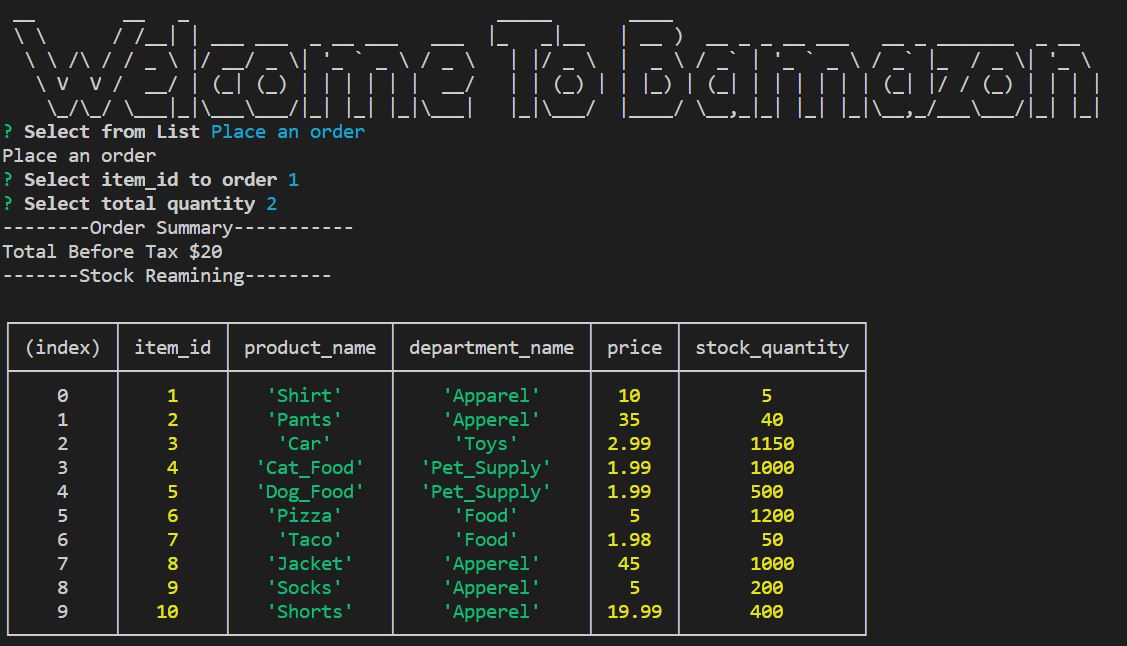 Welcome To Bamazon
? Select from List Place an order
Place an order
? Select item_id to order 1
? Select total quantity 2
--------Order Summary-----------
Total Before Tax $20
-------Stock Reamining--------
(index) item_id product_name department_name price stock_quantity
0 1 'Shirt' 'Apparel' 10 5
1 2 'Pants' 'Apperel' 35 40
2 3 'Car' 'Toys' 2.99 1150
3 4 'Cat_Food' 'Pet_Supply' 1.99 1000
4 5 'Dog_Food' 'Pet_Supply' 1.99 500
5 6 'Pizza' 'Food' 5 1200
6 7 'Taco' 'Food' 1.98 50
7 8 'Jacket' 'Apperel' 45 1000
8 9 'Socks' 'Apperel' 5 200
9 10 'Shorts' 'Apperel' 19.99 400